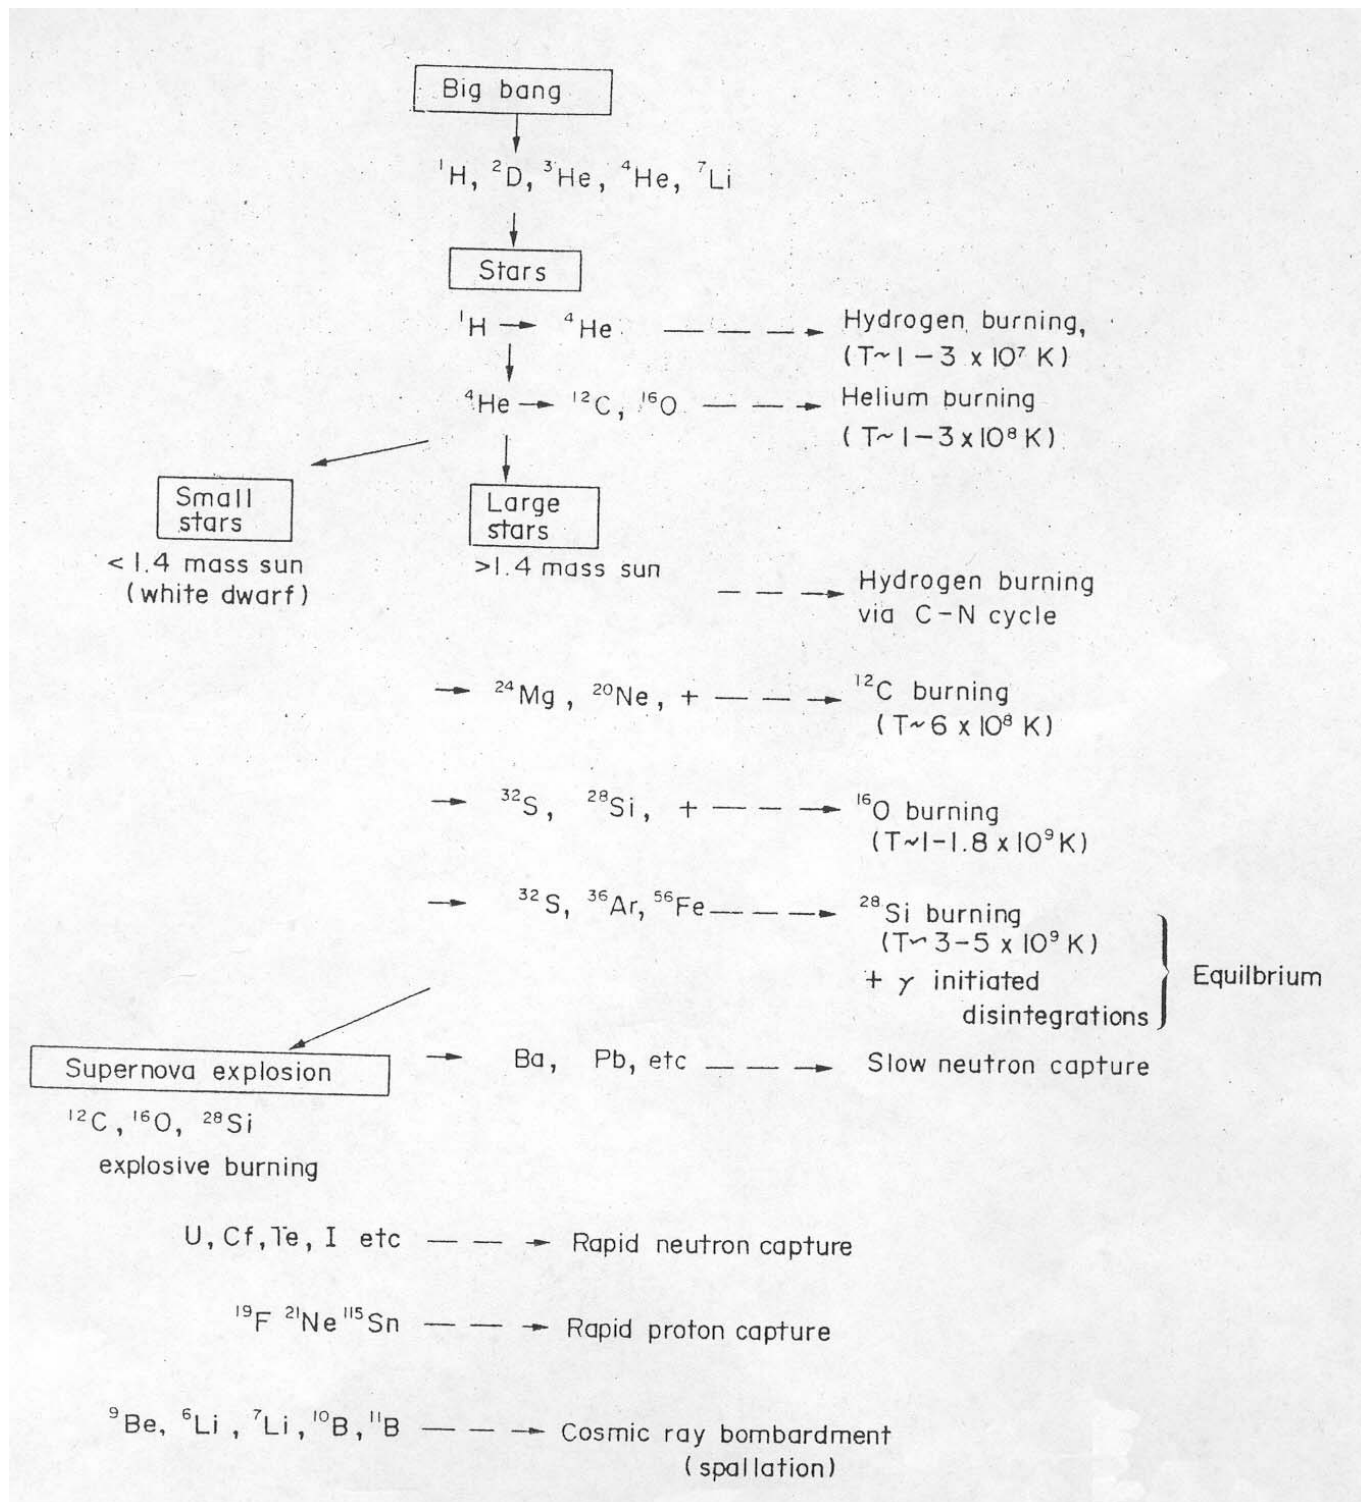 Big bang
¹H, ²D, ³He, ⁴He, ⁷Li
Stars
¹H → ⁴He — — — → Hydrogen burning,
(T~1 – 3 x 10⁷ K)
⁴He → ¹²C, ¹⁶O — — → Helium burning
(T~ 1–3 x 10⁸ K)
Small
stars
< 1.4 mass sun
(white dwarf)
Large
stars
>1.4 mass sun
— — → Hydrogen burning
via C–N cycle
→ ²⁴Mg, ²⁰Ne, + — — — → ¹²C burning
(T~6 x 10⁸ K)
→ ³²S, ²⁸Si, + — — — → ¹⁶O burning
(T~1–1.8 x 10⁹ K)
→ ³²S, ³⁶Ar, ⁵⁶Fe — — — → ²⁸Si burning
(T~ 3–5 x 10⁹ K)
+ γ initiated
disintegrations
Equilbrium
Supernova explosion
¹²C, ¹⁶O, ²⁸Si
explosive burning
→ Ba, Pb, etc — — → Slow neutron capture
U, Cf, Te, I etc — — → Rapid neutron capture
¹⁹F ²¹Ne ¹¹⁵Sn — — → Rapid proton capture
⁹Be, ⁶Li, ⁷Li, ¹⁰B, ¹¹B — — → Cosmic ray bombardment
(spallation)